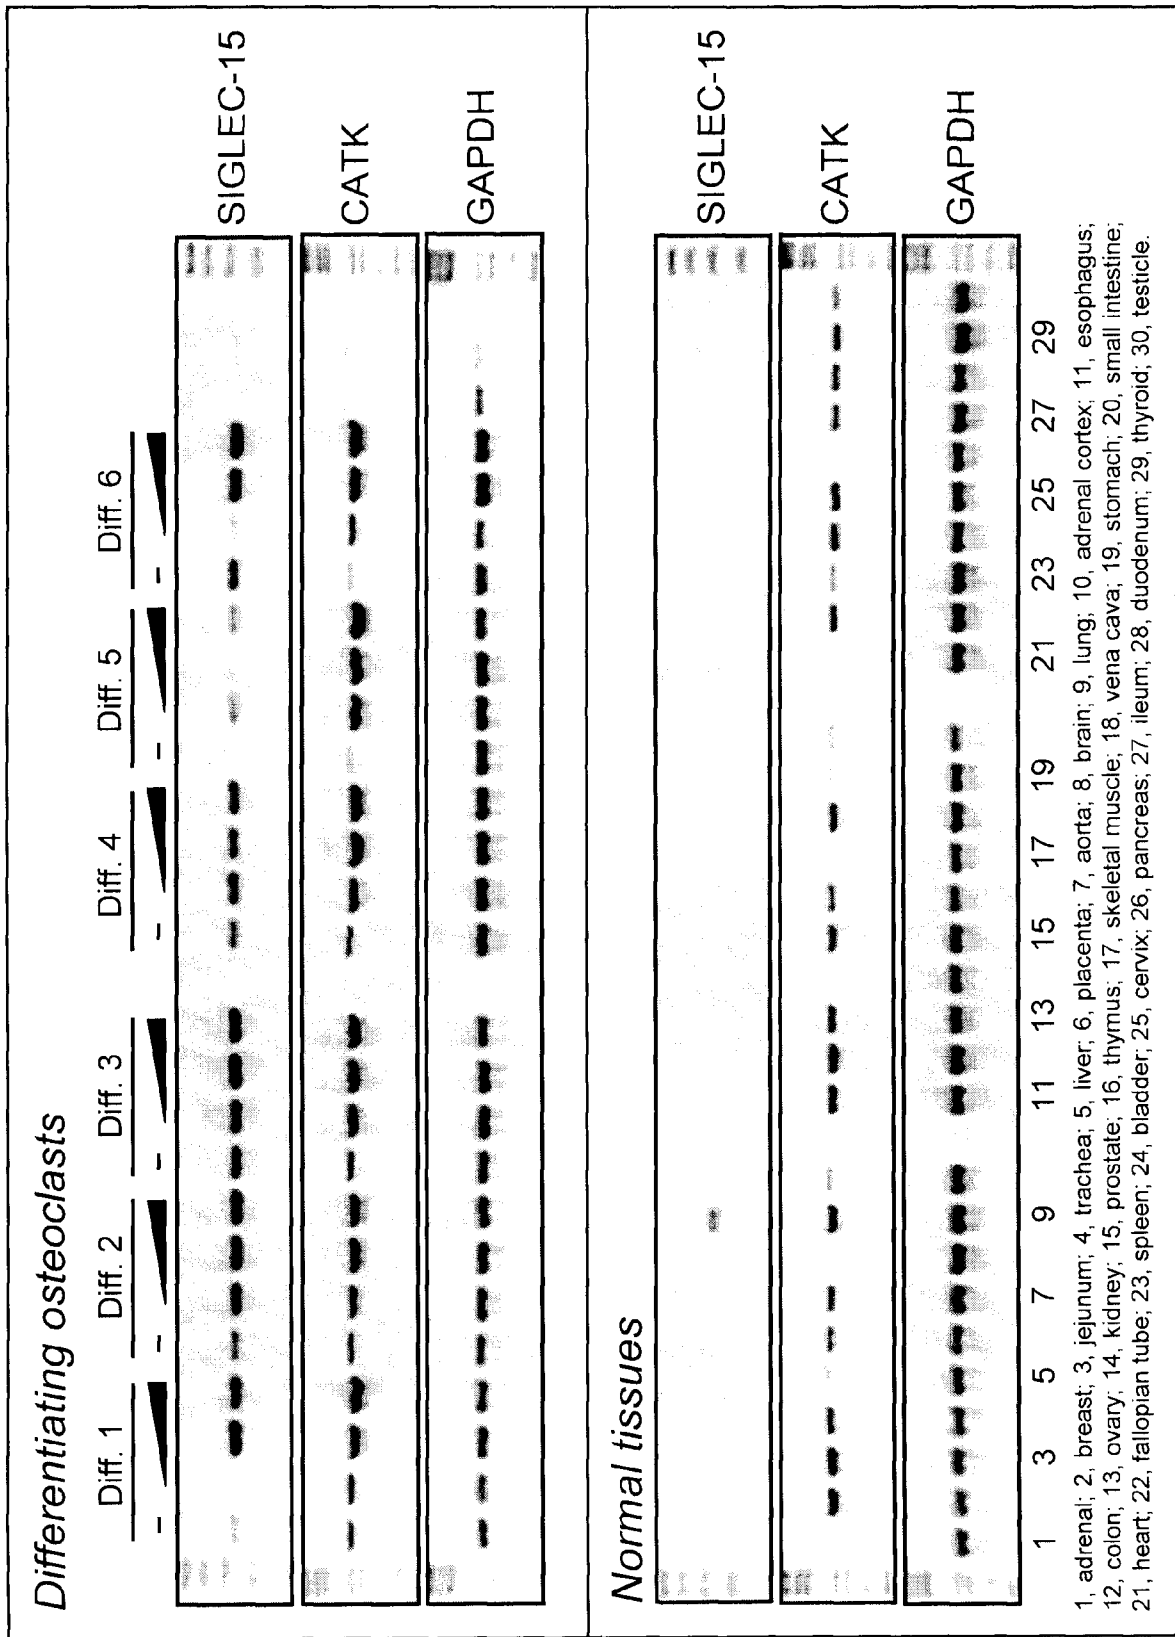 Differentiating osteoclasts
Diff. 1 Diff. 2 Diff. 3 Diff. 4 Diff. 5 Diff. 6
- - - - - -
SIGLEC-15
CATK
GAPDH
Normal tissues
SIGLEC-15
CATK
GAPDH
1 3 5 7 9 11 13 15 17 19 21 23 25 27 29
1, adrenal; 2, breast; 3, jejunum; 4, trachea; 5, liver; 6, placenta; 7, aorta; 8, brain; 9, lung; 10, adrenal cortex; 11, esophagus;
12, colon; 13, ovary; 14, kidney; 15, prostate; 16, thymus; 17, skeletal muscle; 18, vena cava; 19, stomach; 20, small intestine;
21, heart; 22, fallopian tube; 23, spleen; 24, bladder; 25, cervix; 26, pancreas; 27, ileum; 28, duodenum; 29, thyroid; 30, testicle.